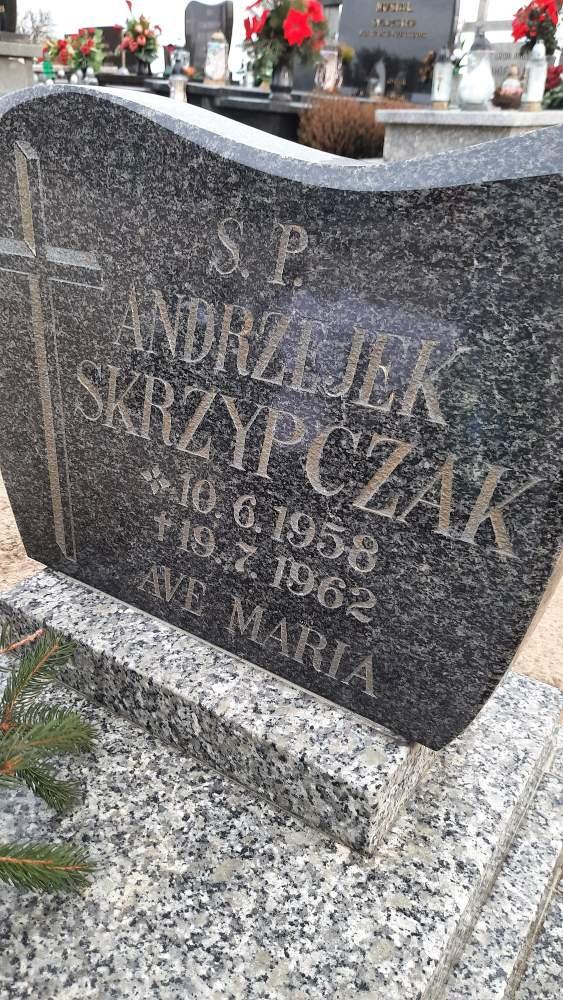 S. P.
ANDRZEJEK
SKRZYPCZAK
10. 6. 1958
† 19. 7. 1962
AVE MARIA